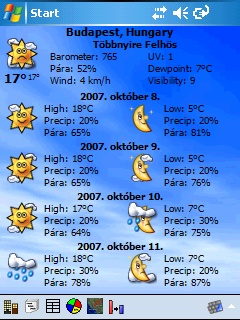 Start
Budapest, Hungary
Többnyire Felhös
Barometer: 765 UV: 1
Pára: 52% Dewpoint: 7°C
Wind: 4 km/h Visibility: 9
17° 17°
2007. október 8.
High: 18°C Low: 5°C
Precip: 20% Precip: 20%
Pára: 65% Pára: 81%
2007. október 9.
High: 18°C Low: 5°C
Precip: 20% Precip: 20%
Pára: 65% Pára: 76%
2007. október 10.
High: 17°C Low: 7°C
Precip: 20% Precip: 30%
Pára: 64% Pára: 75%
2007. október 11.
High: 18°C Low: 7°C
Precip: 30% Precip: 20%
Pára: 78% Pára: 87%